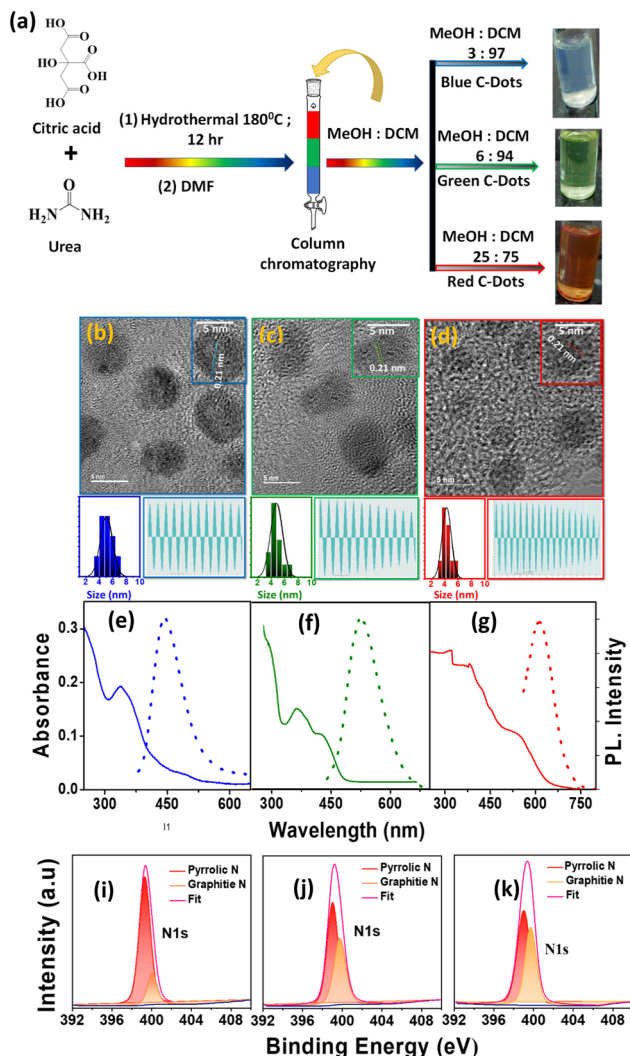 (a)
HO
O
O
HO
OH
HO
O
Citric acid
+
O
H₂N
NH₂
Urea
(1) Hydrothermal 180⁰C ;
12 hr
(2) DMF
Column
chromatography
MeOH : DCM
MeOH : DCM
3 : 97
Blue C-Dots
MeOH : DCM
6 : 94
Green C-Dots
MeOH : DCM
25 : 75
Red C-Dots
(b)
5 nm
0.21 nm
5 nm
(c)
5 nm
0.21 nm
5 nm
(d)
5 nm
0.21 nm
5 nm
2 4 6 8 10
Size (nm)
2 4 6 8 10
Size (nm)
2 4 6 8 10
Size (nm)
(e)
(f)
(g)
Absorbance
0.3
0.2
0.1
0.0
PL. Intensity
250 450 600
300 450 600
300 450 600 750
I1
Wavelength (nm)
Intensity (a.u)
(i)
Pyrrolic N
Graphitie N
Fit
N1s
(j)
Pyrrolic N
Graphitie N
Fit
N1s
(k)
Pyrrolic N
Graphitie N
Fit
N1s
392 396 400 404 408
392 396 400 404 408
392 396 400 404 408
Binding Energy (eV)